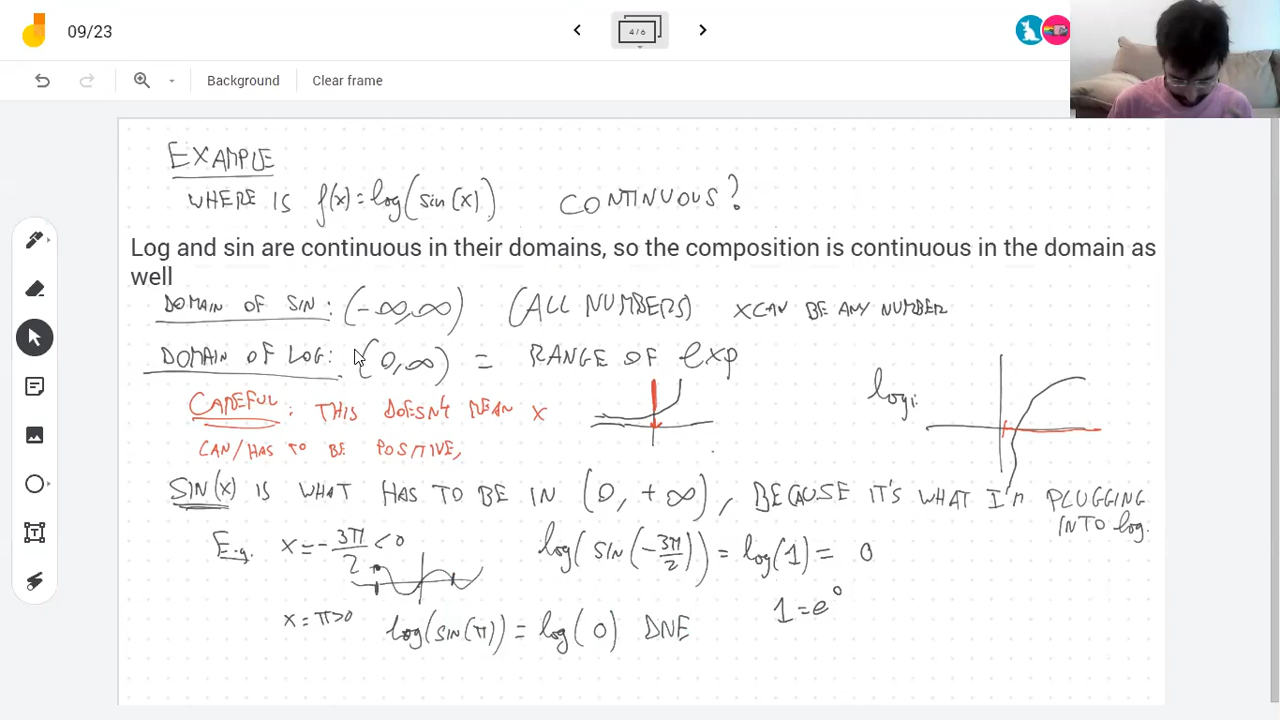 09/23
4 / 6
Background
Clear frame
EXAMPLE
WHERE IS f(x)=log(sin(x)) CONTINUOUS?
Log and sin are continuous in their domains, so the composition is continuous in the domain as
well
DOMAIN OF SIN: (-∞,∞) (ALL NUMBERS) X CAN BE ANY NUMBER
DOMAIN OF LOG: (0,∞) = RANGE OF exp
log:
CAREFUL: THIS DOESN'T MEAN X
CAN/HAS TO BE POSITIVE,
SIN(X) IS WHAT HAS TO BE IN (0, +∞), BECAUSE IT'S WHAT I'M PLUGGING
INTO log.
E.g. x=-3π/2<0 log(SIN(-3π/2))=log(1)= 0
1=e⁰
x=π>0 log(SIN(π))=log(0) DNE